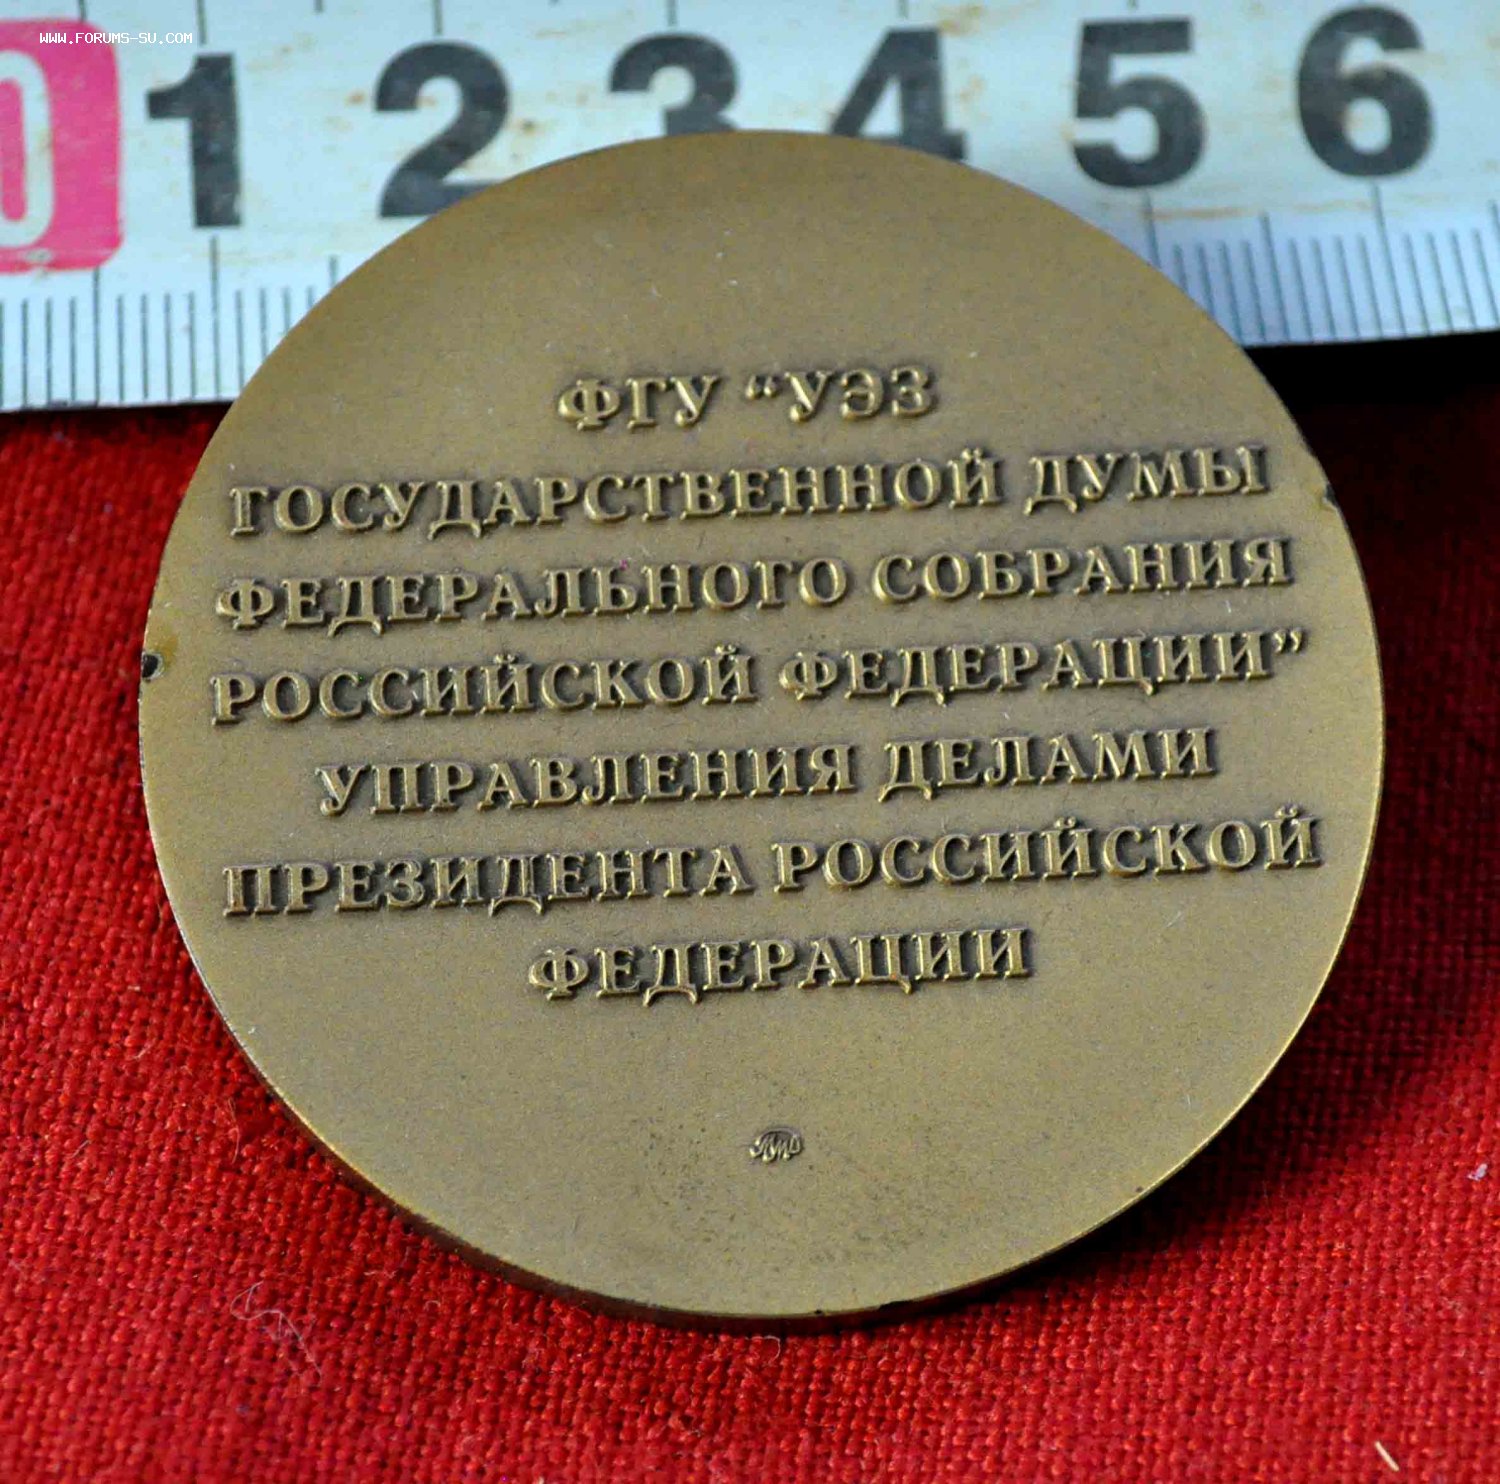 WWW.FORUMS-SU.COM
0 1 2 3 4 5 6
ФГУ “УЭЗ
ГОСУДАРСТВЕННОЙ ДУМЫ
ФЕДЕРАЛЬНОГО СОБРАНИЯ
РОССИЙСКОЙ ФЕДЕРАЦИИ”
УПРАВЛЕНИЯ ДЕЛАМИ
ПРЕЗИДЕНТА РОССИЙСКОЙ
ФЕДЕРАЦИИ